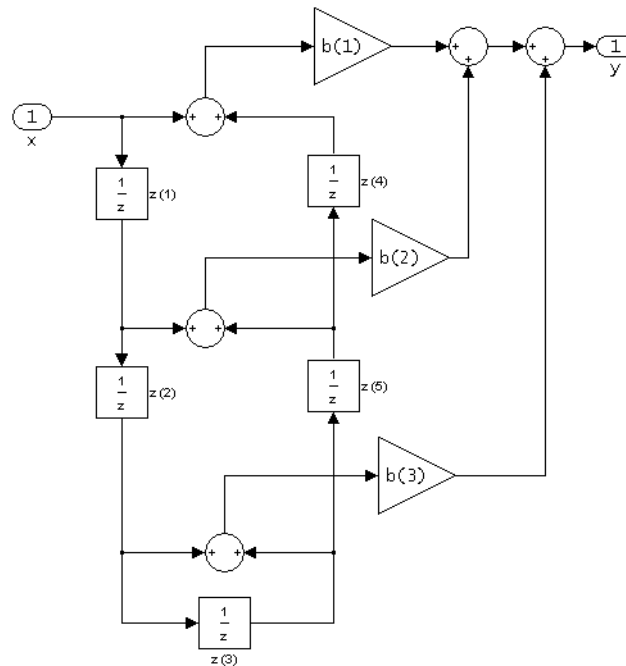 b(1)
+
+
+
+
1
y
1
x
+
+
1
z
z(1)
1
z
z(4)
b(2)
+
+
1
z
z(2)
1
z
z(5)
b(3)
+
+
1
z
z(3)